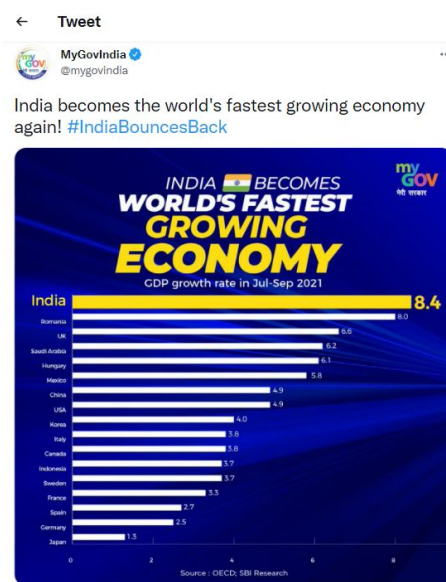 Tweet
MyGovIndia
@mygovindia
India becomes the world's fastest growing economy
again! #IndiaBouncesBack
my
GOV
मेरी सरकार
INDIA BECOMES
WORLD'S FASTEST
GROWING
ECONOMY
GDP growth rate in Jul-Sep 2021
India 8.4
Romania 8.0
UK 6.6
Saudi Arabia 6.2
Hungary 6.1
Mexico 5.8
China 4.9
USA 4.9
Korea 4.0
Italy 3.8
Canada 3.8
Indonesia 3.7
Sweden 3.7
France 3.3
Spain 2.7
Germany 2.5
Japan 1.3
0 2 4 6 8
Source : OECD; SBI Research